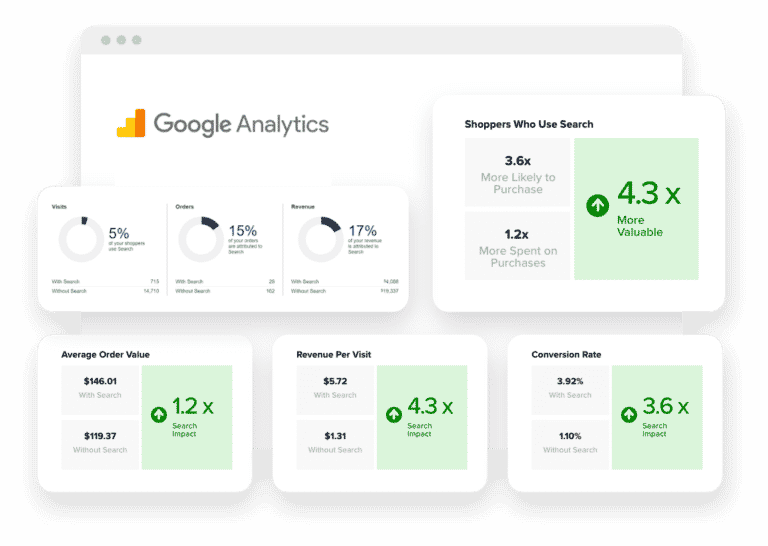 Google Analytics
Shoppers Who Use Search
3.6x
More Likely to
Purchase
1.2x
More Spent on
Purchases
4.3 x
More
Valuable
Visits
5%
of your shoppers
use Search
With Search 715
Without Search 14,719
Orders
15%
of your orders
are attributed to
Search
With Search 28
Without Search 162
Revenue
17%
of your revenue
is attributed to
Search
With Search
Without Search
Average Order Value
$146.01
With Search
$119.37
Without Search
1.2 x
Search
Impact
Revenue Per Visit
$5.72
With Search
$1.31
Without Search
4.3 x
Search
Impact
Conversion Rate
3.92%
With Search
1.10%
Without Search
3.6 x
Search
Impact